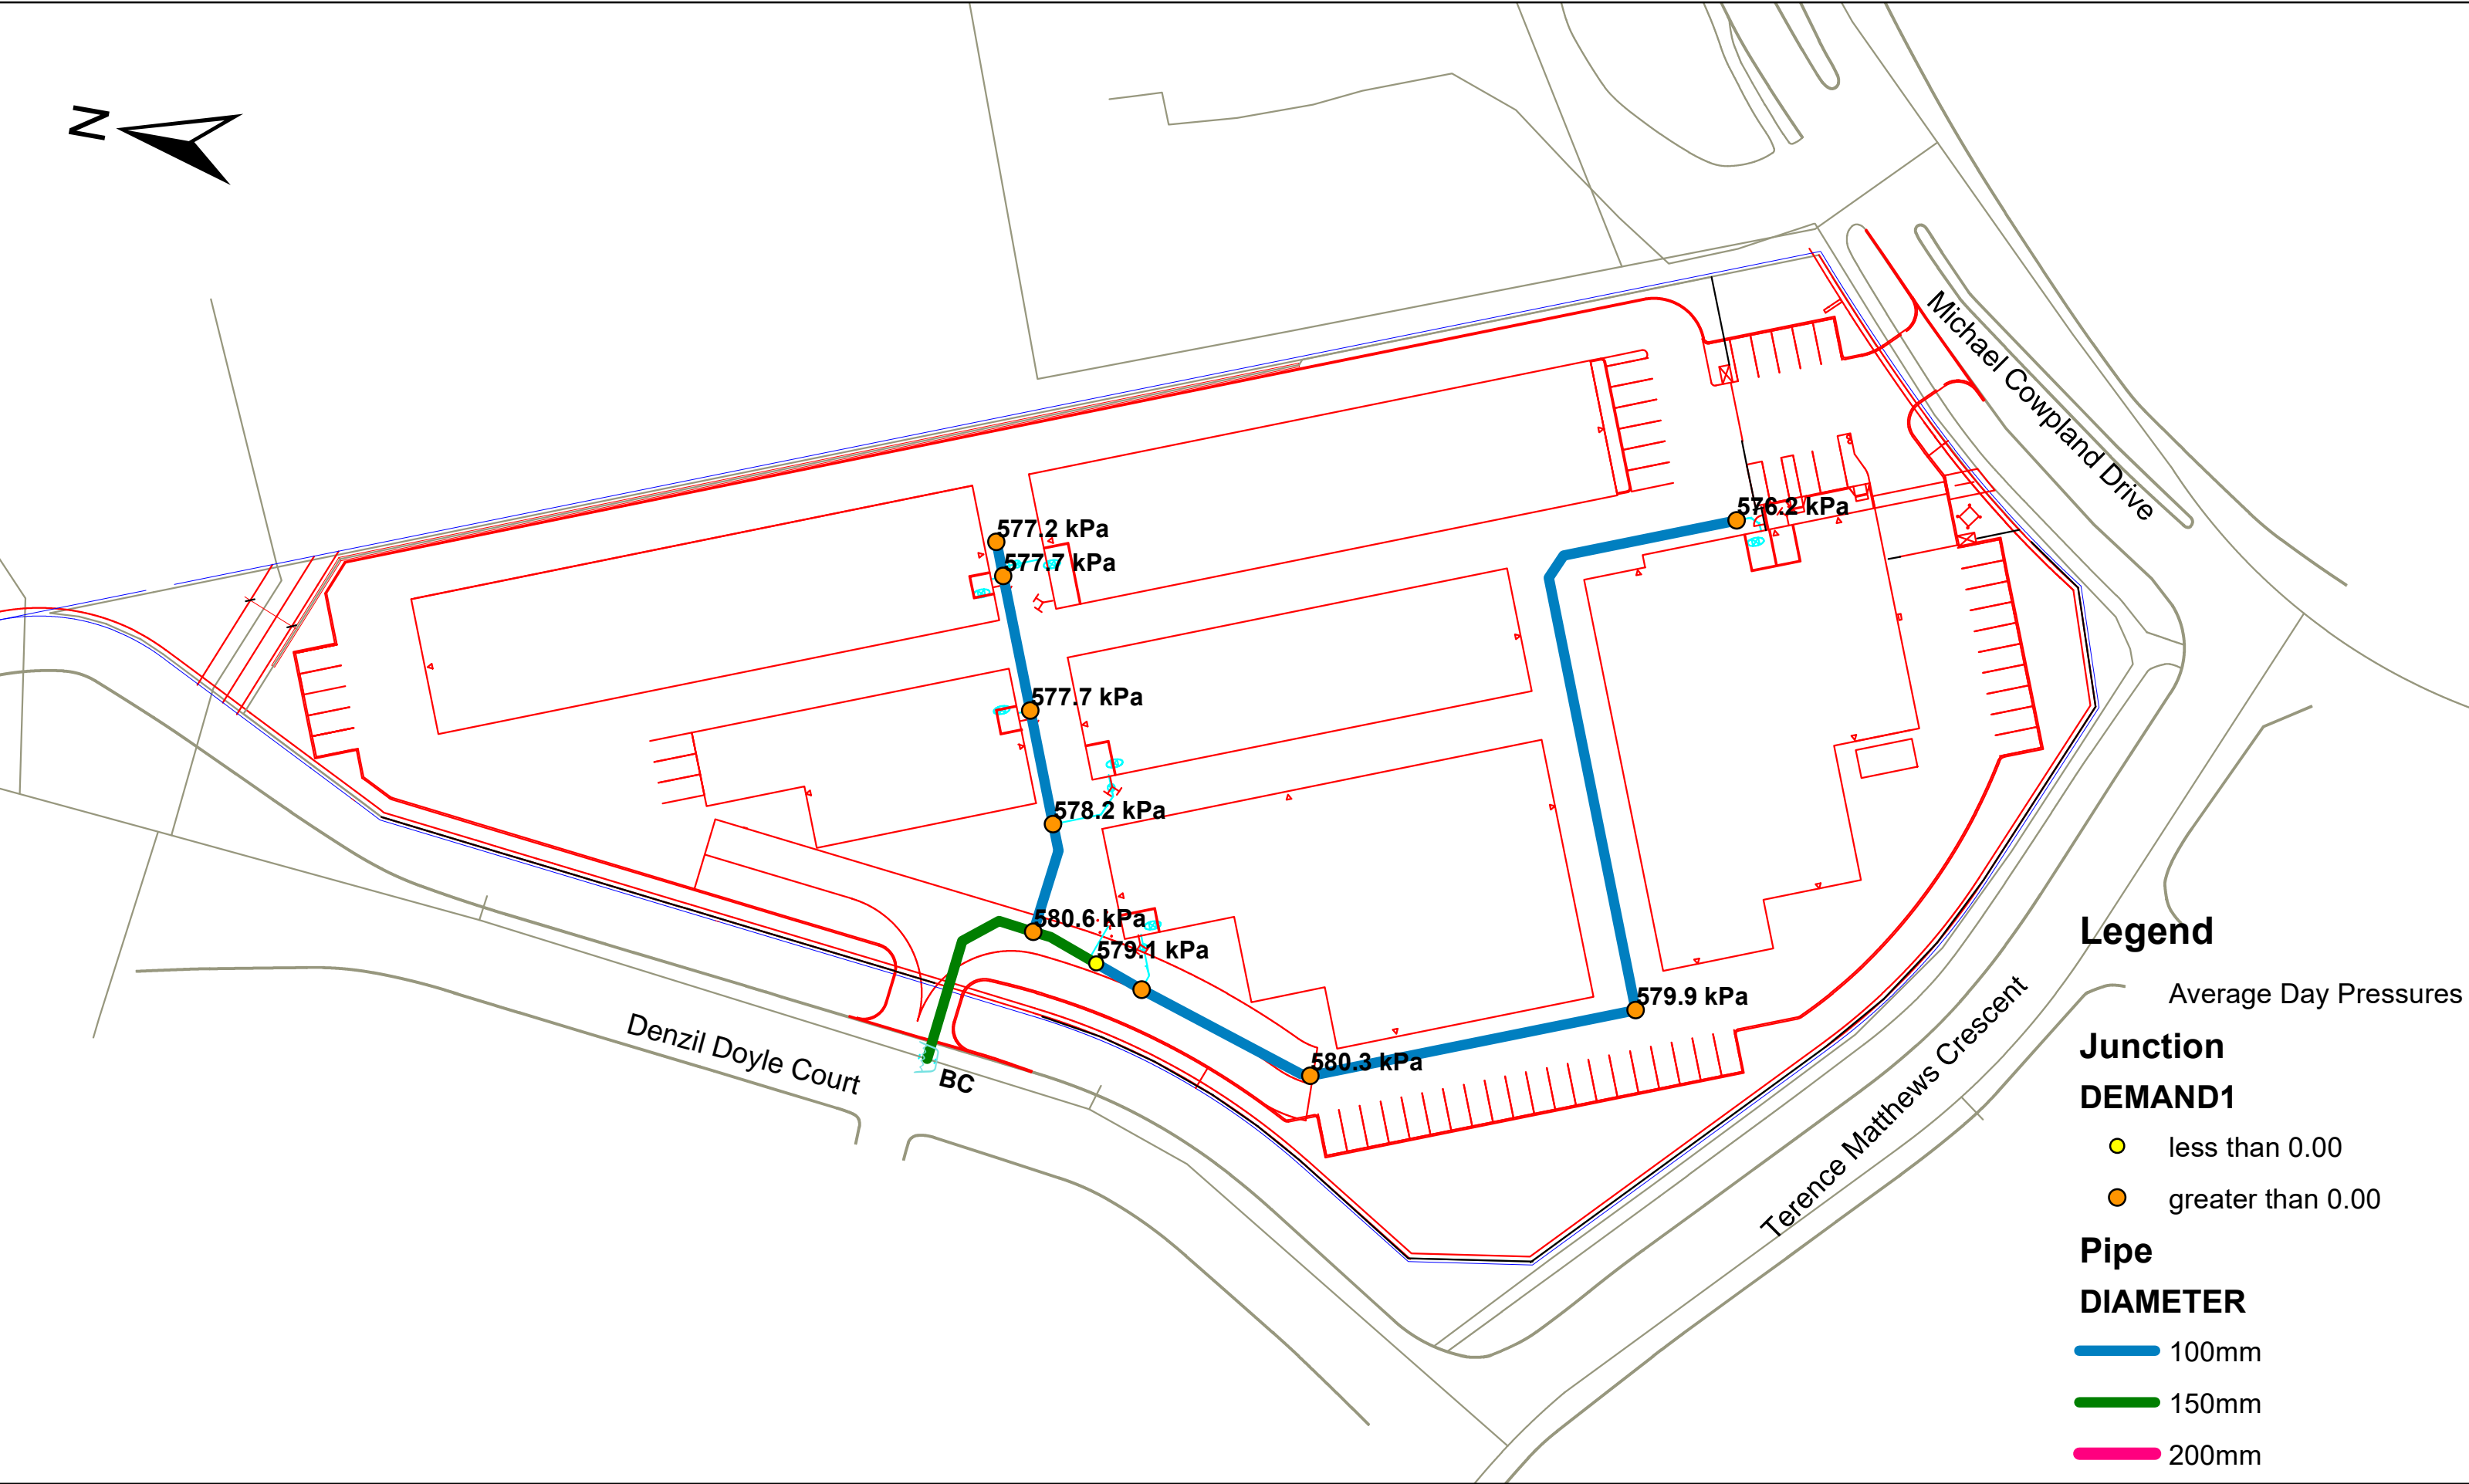 N
Michael Cowpland Drive
576.2 kPa
577.2 kPa
577.7 kPa
577.7 kPa
578.2 kPa
580.6 kPa
579.1 kPa
579.9 kPa
580.3 kPa
Denzil Doyle Court
BC
Terence Matthews Crescent
Legend
Average Day Pressures
Junction
DEMAND1
less than 0.00
greater than 0.00
Pipe
DIAMETER
100mm
150mm
200mm